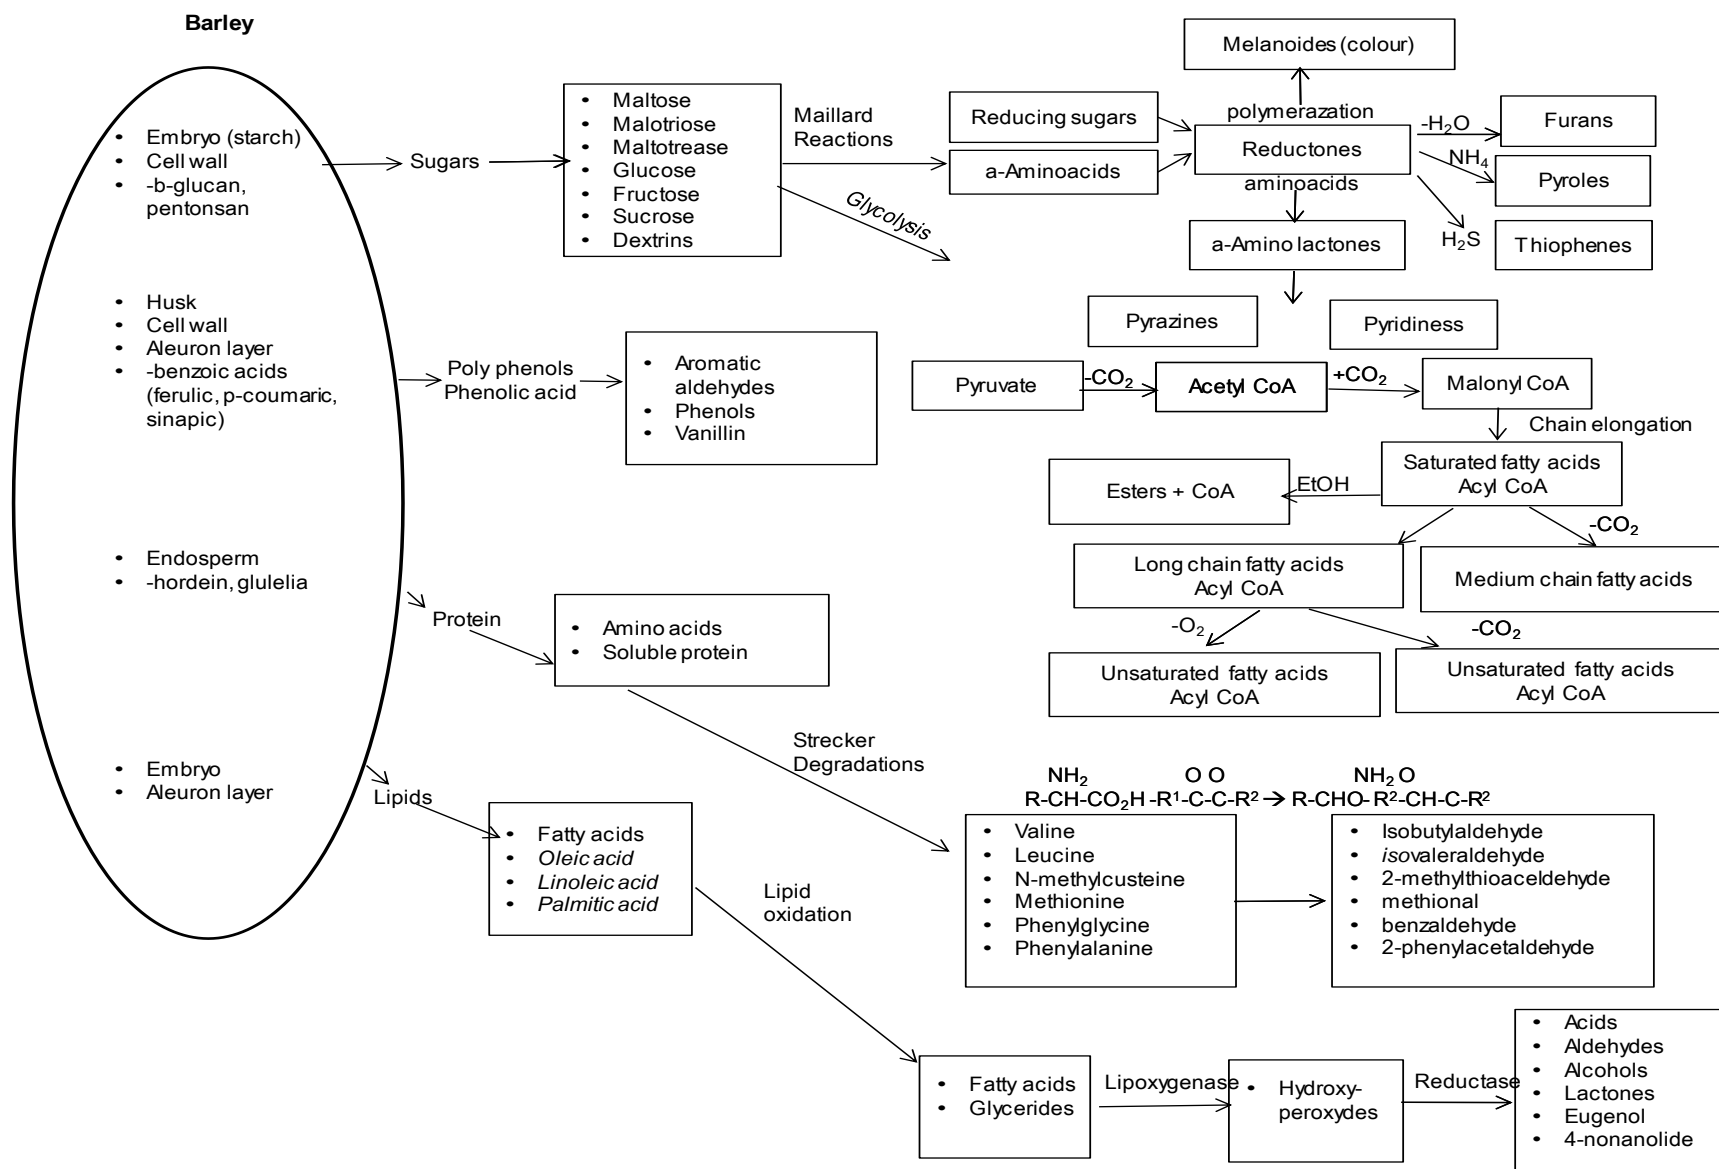 Barley
Embryo (starch)
Cell wall
-b-glucan,
pentonsan
Husk
Cell wall
Aleuron layer
-benzoic acids
(ferulic, p-coumaric,
sinapic)
Endosperm
-hordein, glulelia
Embryo
Aleuron layer
Sugars
Maltose
Malotriose
Maltotrease
Glucose
Fructose
Sucrose
Dextrins
Maillard
Reactions
Glycolysis
Reducing sugars
a-Aminoacids
Melanoides (colour)
polymerazation
Reductones
aminoacids
a-Amino lactones
-H₂O
NH₄
H₂S
Furans
Pyroles
Thiophenes
Pyrazines
Pyridiness
Poly phenols
Phenolic acid
Aromatic
aldehydes
Phenols
Vanillin
Pyruvate
-CO₂
Acetyl CoA
+CO₂
Malonyl CoA
Chain elongation
Saturated fatty acids
Acyl CoA
EtOH
Esters + CoA
-CO₂
Long chain fatty acids
Acyl CoA
Medium chain fatty acids
-O₂
-CO₂
Unsaturated fatty acids
Acyl CoA
Unsaturated fatty acids
Acyl CoA
Protein
Amino acids
Soluble protein
Strecker
Degradations
NH₂ O O NH₂ O
R-CH-CO₂H-R¹-C-C-R² → R-CHO-R²-CH-C-R²
Valine
Leucine
N-methylcusteine
Methionine
Phenylglycine
Phenylalanine
Isobutylaldehyde
isovaleraldehyde
2-methylthioaceldehyde
methional
benzaldehyde
2-phenylacetaldehyde
Lipids
Fatty acids
Oleic acid
Linoleic acid
Palmitic acid
Lipid
oxidation
Fatty acids
Glycerides
Lipoxygenase
Hydroxy-
peroxydes
Reductase
Acids
Aldehydes
Alcohols
Lactones
Eugenol
4-nonanolide